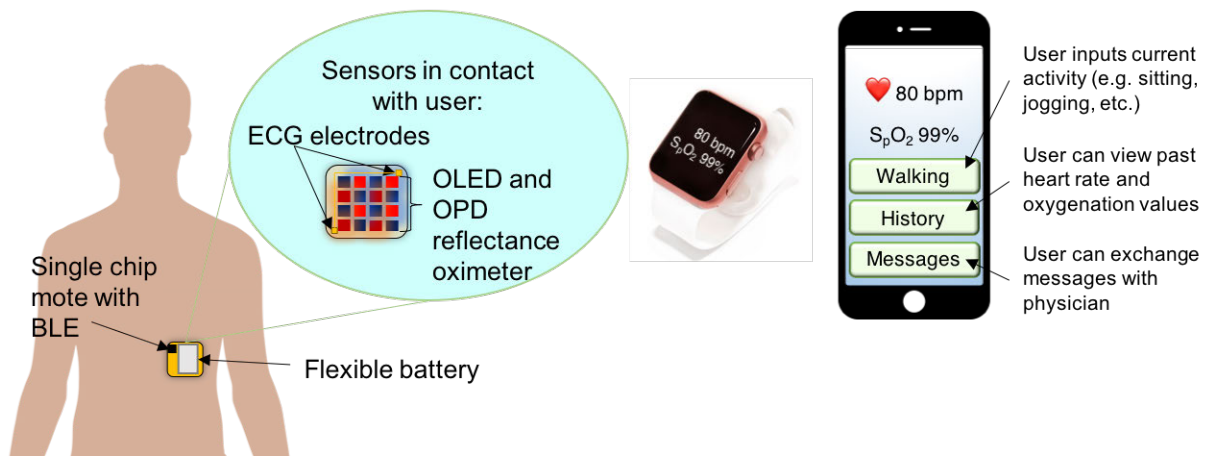 Sensors in contact
with user:
ECG electrodes
OLED and
OPD
reflectance
oximeter
Single chip
mote with
BLE
Flexible battery
80 bpm
SpO2 99%
80 bpm
SpO2 99%
Walking
History
Messages
User inputs current
activity (e.g. sitting,
jogging, etc.)
User can view past
heart rate and
oxygenation values
User can exchange
messages with
physician